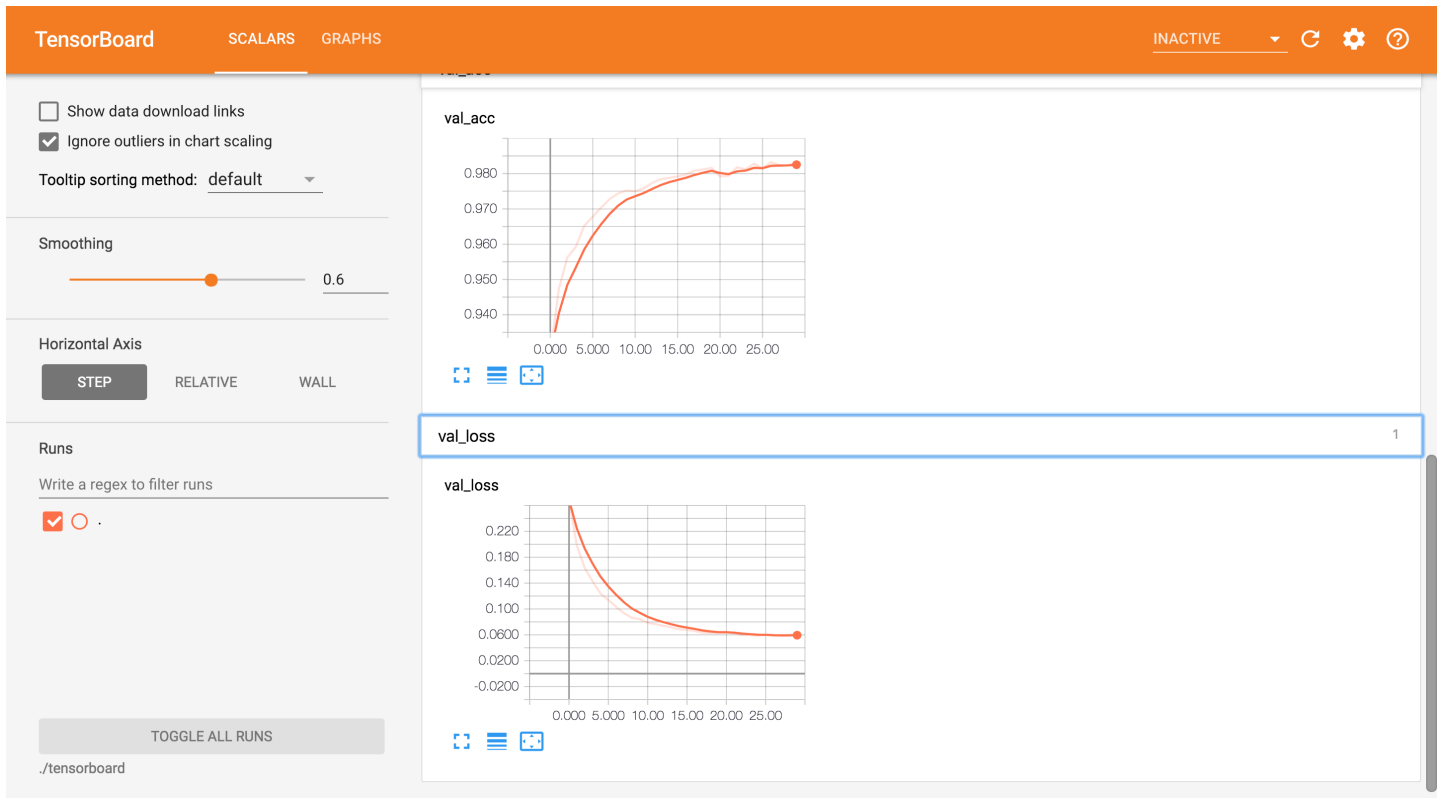 TensorBoard SCALARS GRAPHS INACTIVE
Show data download links
Ignore outliers in chart scaling
Tooltip sorting method: default
Smoothing
0.6
Horizontal Axis
STEP RELATIVE WALL
Runs
Write a regex to filter runs
.
TOGGLE ALL RUNS
./tensorboard
val_acc
0.980
0.970
0.960
0.950
0.940
0.000 5.000 10.00 15.00 20.00 25.00
val_loss 1
val_loss
0.220
0.180
0.140
0.100
0.0600
0.0200
-0.0200
0.000 5.000 10.00 15.00 20.00 25.00